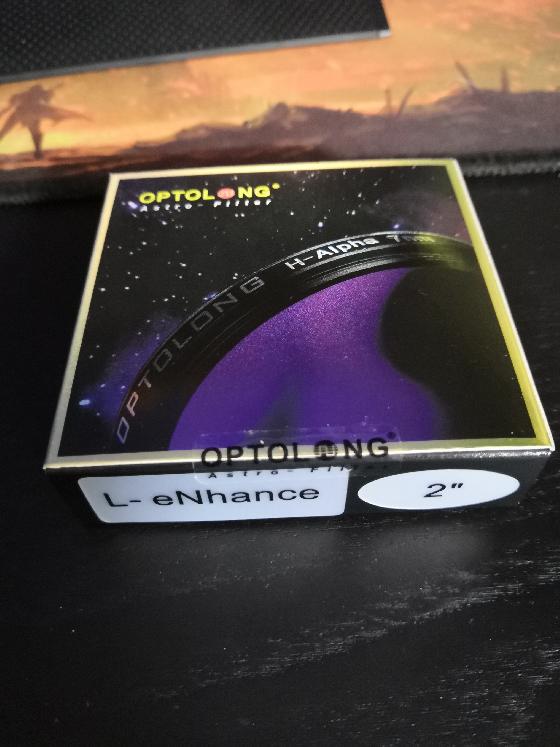 OPTOLONG®
Astro-Filter
OPTOLONG H-Alpha 7nm
OPTOLONG®
Astro-Filter
L-eNhance
2"